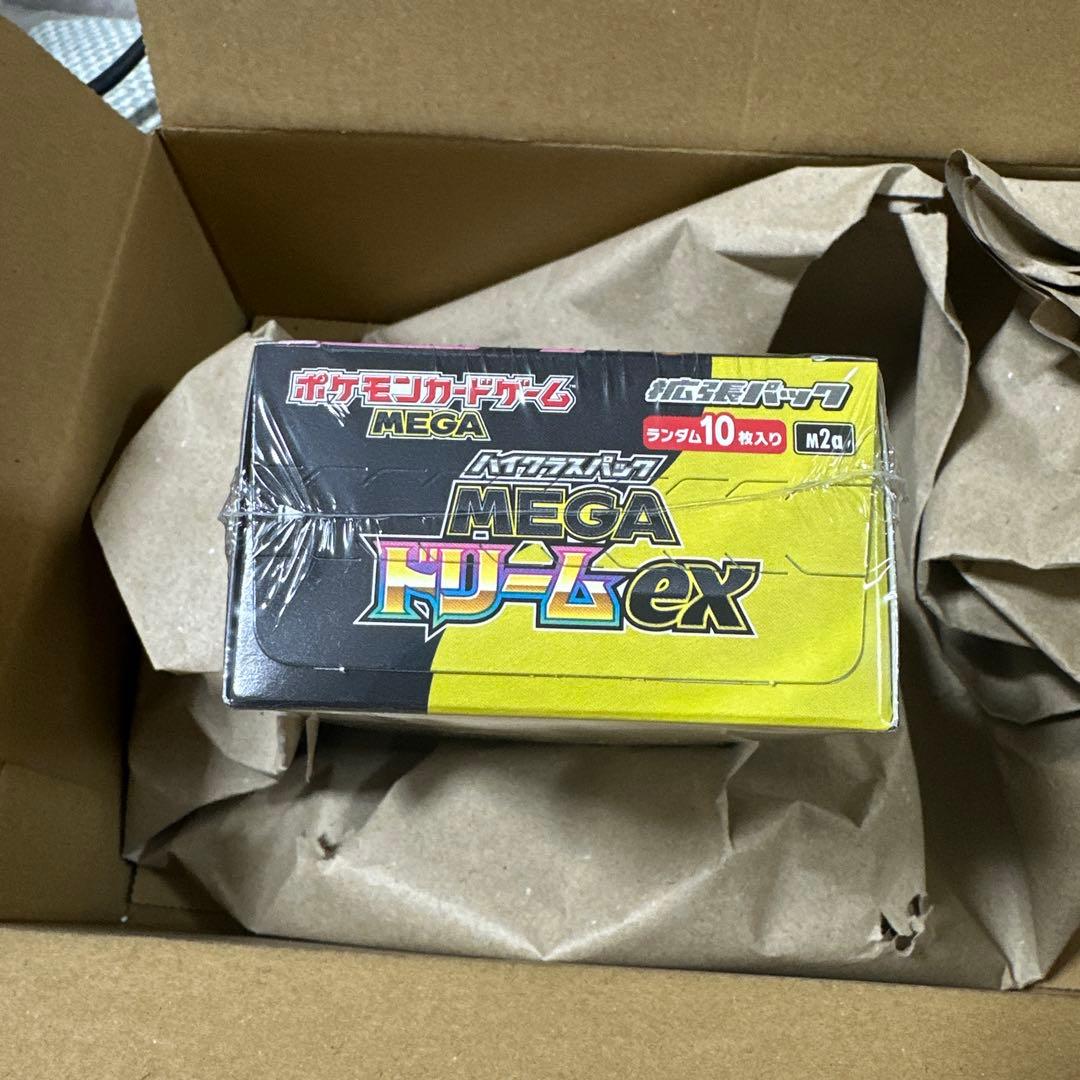 ポケモンカードゲーム
MEGA
拡張パック
ランダム10枚入り M2a
ハイクラスパック
MEGA
ドリームex